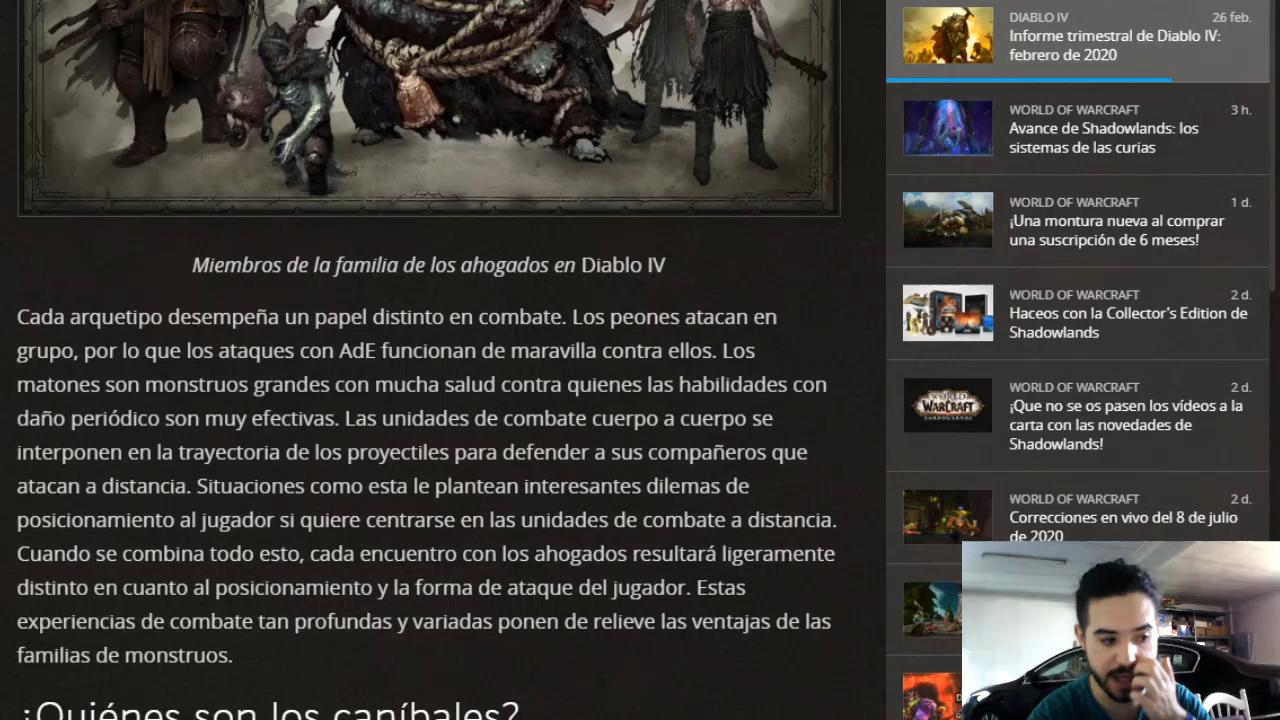 Miembros de la familia de los ahogados en Diablo IV
Cada arquetipo desempeña un papel distinto en combate. Los peones atacan en
grupo, por lo que los ataques con AdE funcionan de maravilla contra ellos. Los
matones son monstruos grandes con mucha salud contra quienes las habilidades con
daño periódico son muy efectivas. Las unidades de combate cuerpo a cuerpo se
interponen en la trayectoria de los proyectiles para defender a sus compañeros que
atacan a distancia. Situaciones como esta le plantean interesantes dilemas de
posicionamiento al jugador si quiere centrarse en las unidades de combate a distancia.
Cuando se combina todo esto, cada encuentro con los ahogados resultará ligeramente
distinto en cuanto al posicionamiento y la forma de ataque del jugador. Estas
experiencias de combate tan profundas y variadas ponen de relieve las ventajas de las
familias de monstruos.
¿Quiénes son los caníbales?
DIABLO IV 26 feb.
Informe trimestral de Diablo IV:
febrero de 2020
WORLD OF WARCRAFT 3 h.
Avance de Shadowlands: los
sistemas de las curias
WORLD OF WARCRAFT 1 d.
¡Una montura nueva al comprar
una suscripción de 6 meses!
WORLD OF WARCRAFT 2 d.
Haceos con la Collector's Edition de
Shadowlands
WORLD OF WARCRAFT 2 d.
¡Que no se os pasen los vídeos a la
carta con las novedades de
Shadowlands!
WORLD OF WARCRAFT
WORLD OF WARCRAFT 2 d.
Correcciones en vivo del 8 de julio
de 2020